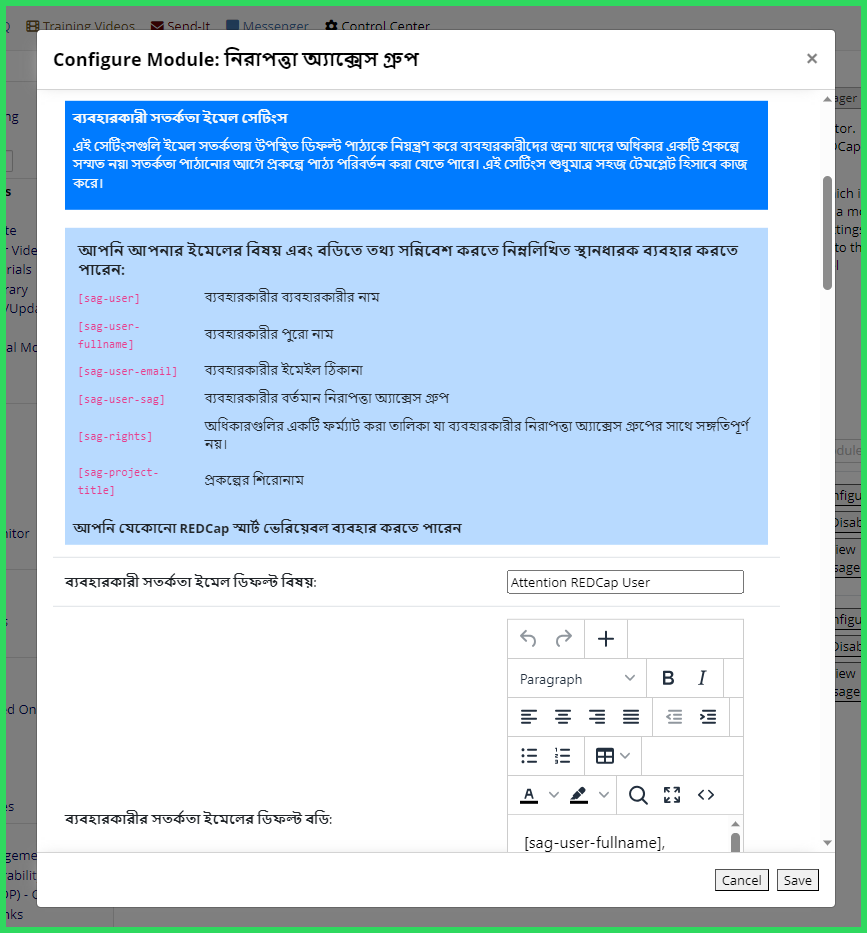 Training Videos Send-It Messenger Control Center
Configure Module: নিরাপত্তা অ্যাক্সেস গ্রুপ
×
ব্যবহারকারী সতর্কতা ইমেল সেটিংস
এই সেটিংসগুলি ইমেল সতর্কতায় উপস্থিত ডিফল্ট পাঠ্যকে নিয়ন্ত্রণ করে ব্যবহারকারীদের জন্য যাদের অধিকার একটি প্রকল্পে
সম্মত নয়। সতর্কতা পাঠানোর আগে প্রকল্পে পাঠ্য পরিবর্তন করা যেতে পারে। এই সেটিংস শুধুমাত্র সহজ টেমপ্লেট হিসাবে কাজ
করে।
আপনি আপনার ইমেলের বিষয় এবং বডিতে তথ্য সন্নিবেশ করতে নিম্নলিখিত স্থানধারক ব্যবহার করতে
পারেন:
[sag-user] ব্যবহারকারীর ব্যবহারকারীর নাম
[sag-user-
fullname] ব্যবহারকারীর পুরো নাম
[sag-user-email] ব্যবহারকারীর ইমেইল ঠিকানা
[sag-user-sag] ব্যবহারকারীর বর্তমান নিরাপত্তা অ্যাক্সেস গ্রুপ
[sag-rights] অধিকারগুলির একটি ফর্ম্যাট করা তালিকা যা ব্যবহারকারীর নিরাপত্তা অ্যাক্সেস গ্রুপের সাথে সঙ্গতিপূর্ণ
নয়।
[sag-project-
title] প্রকল্পের শিরোনাম
আপনি যেকোনো REDCap স্মার্ট ভেরিয়েবল ব্যবহার করতে পারেন
ব্যবহারকারী সতর্কতা ইমেল ডিফল্ট বিষয়: Attention REDCap User
Paragraph B I
ব্যবহারকারীর সতর্কতা ইমেলের ডিফল্ট বডি:
[sag-user-fullname],
Cancel Save